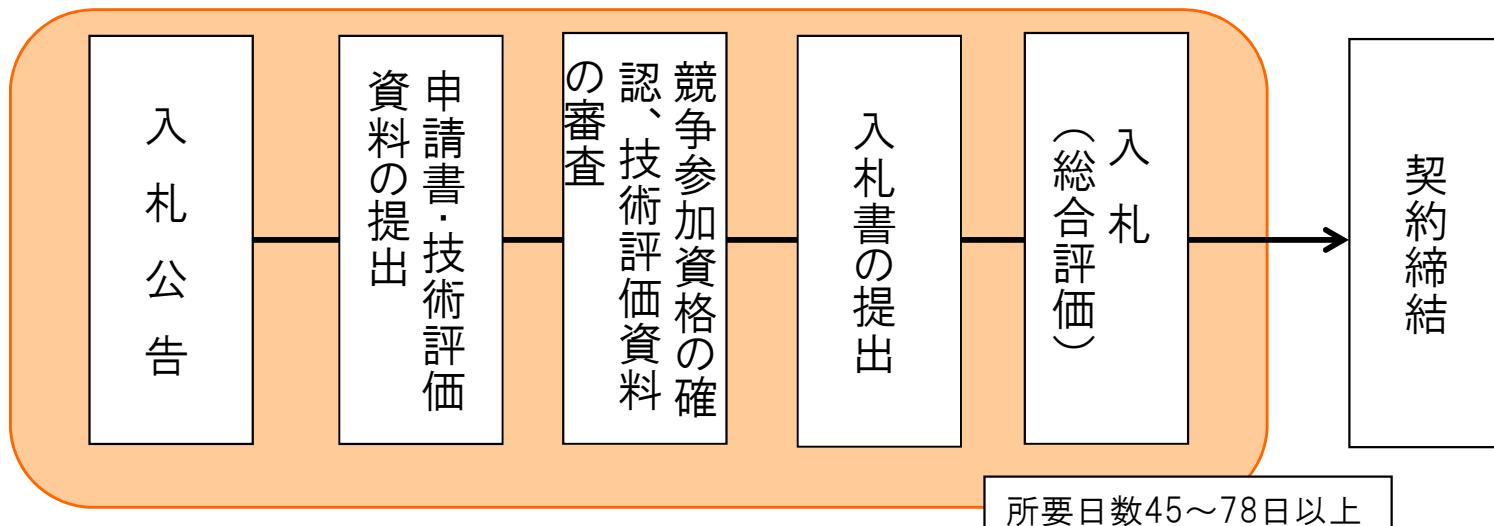 入札公告
申請書・技術評価
資料の提出
競争参加資格の確
認、技術評価資料
の審査
入札書の提出
入札
（総合評価）
契約締結
所要日数45～78日以上